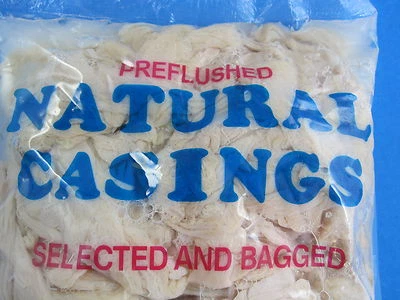 PREFLUSHED
NATURAL
CASINGS
SELECTED AND BAGGED